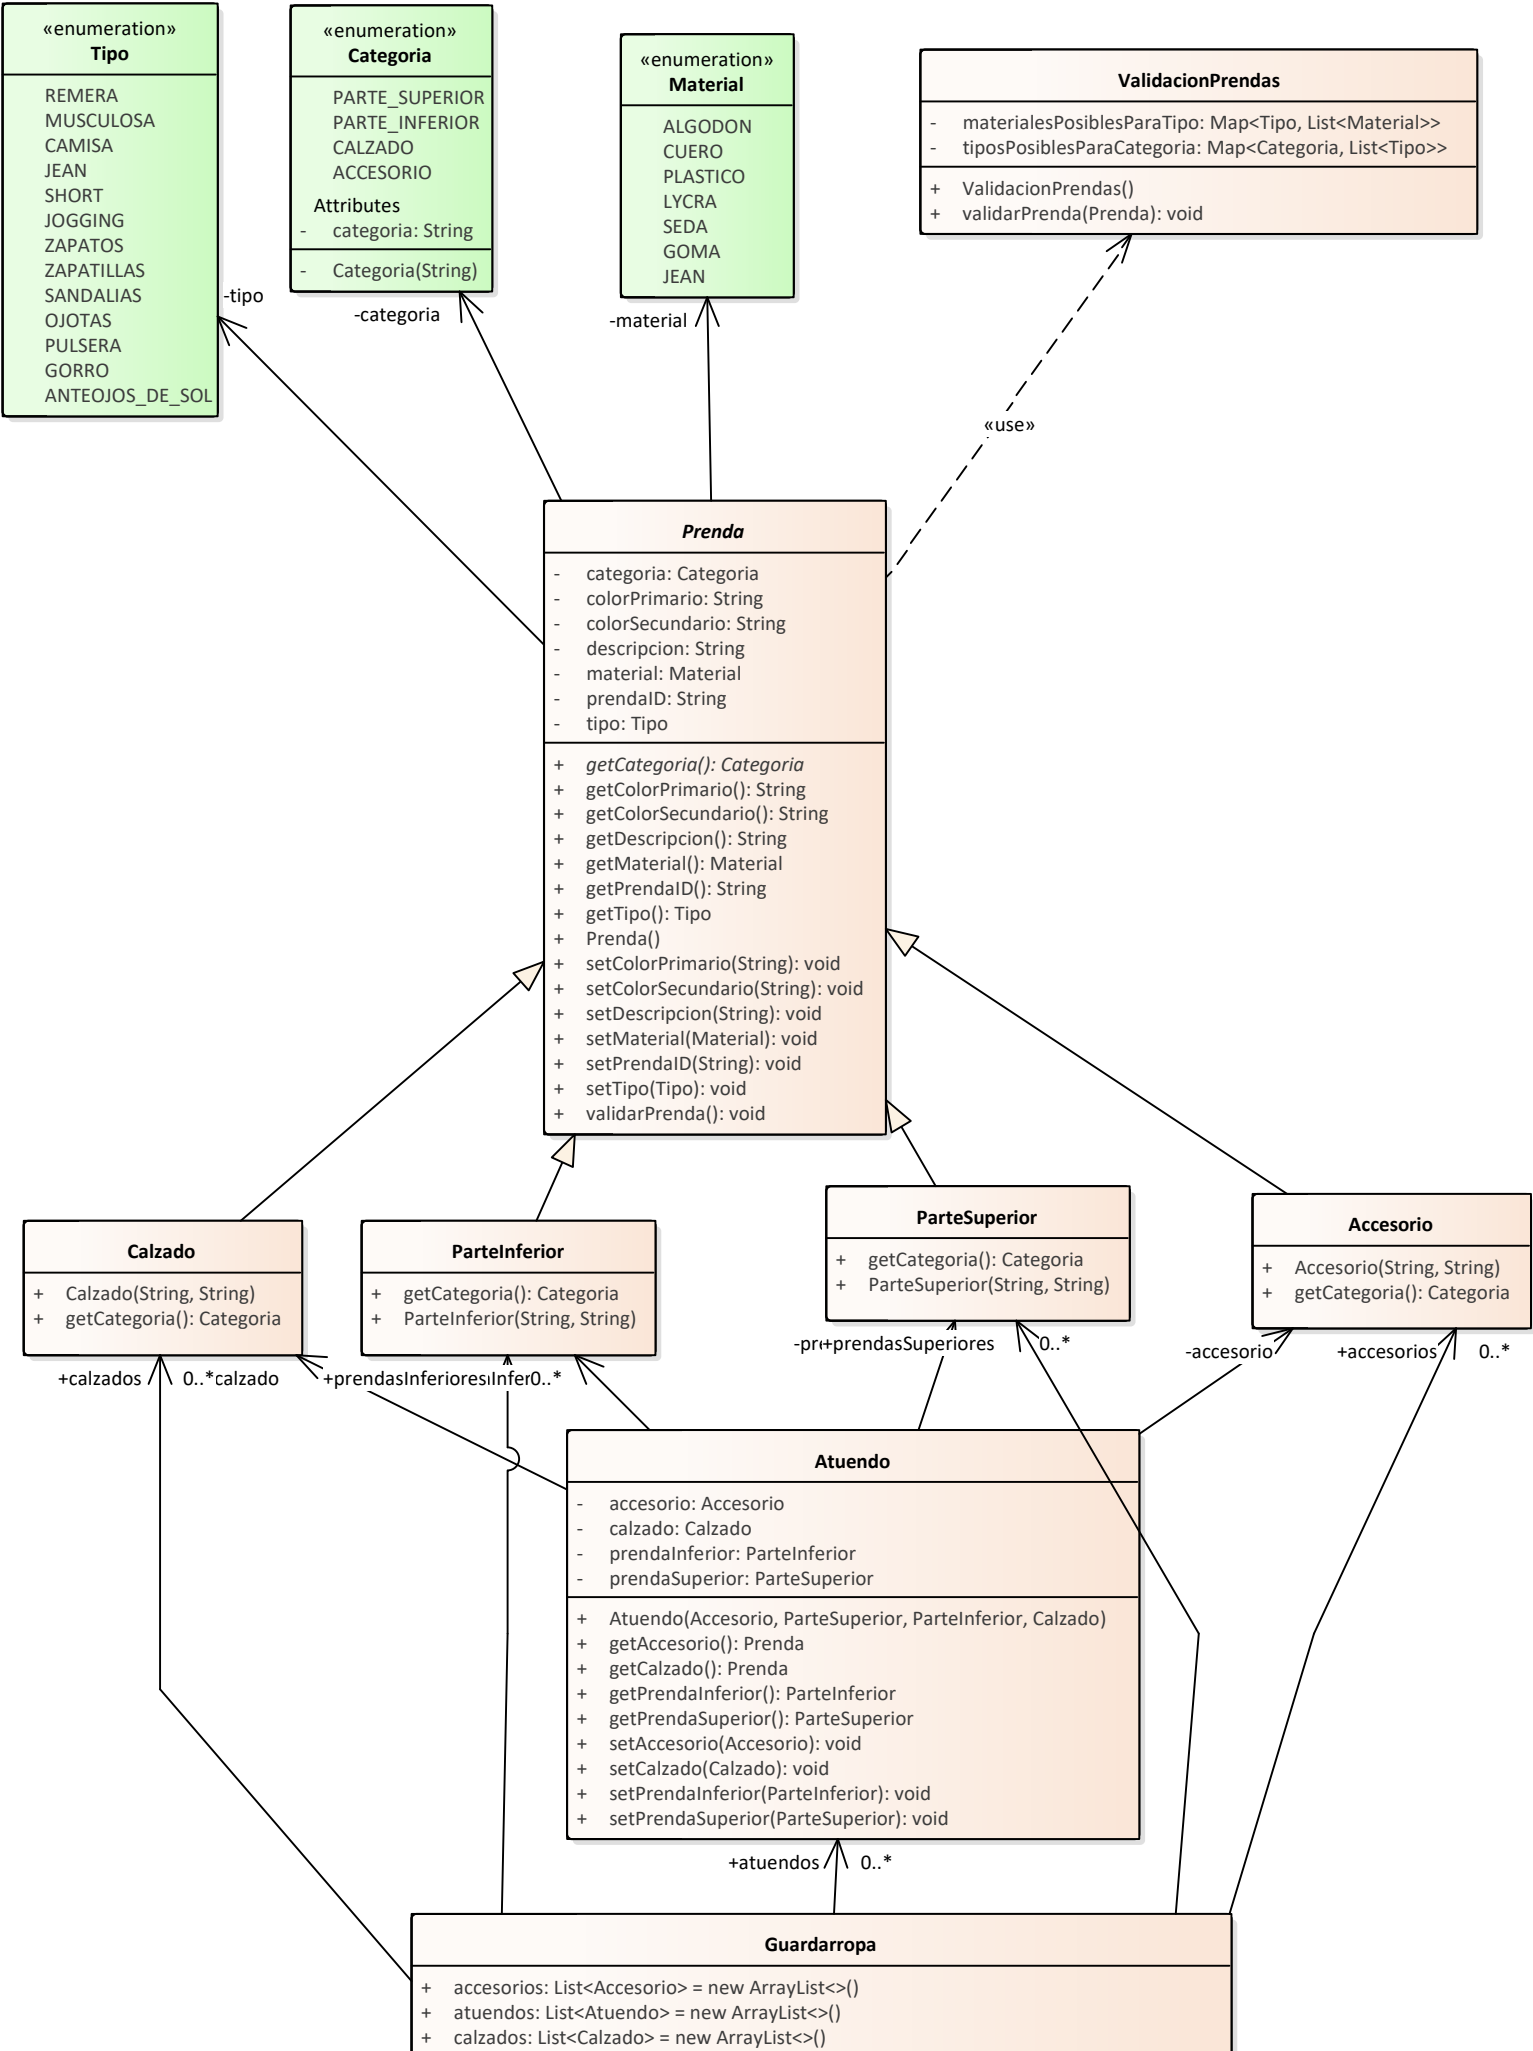 «enumeration»
Tipo
REMERA
MUSCULOSA
CAMISA
JEAN
SHORT
JOGGING
ZAPATOS
ZAPATILLAS
SANDALIAS
OJOTAS
PULSERA
GORRO
ANTEOJOS_DE_SOL
«enumeration»
Categoria
PARTE_SUPERIOR
PARTE_INFERIOR
CALZADO
ACCESORIO
Attributes
- categoria: String
- Categoria(String)
«enumeration»
Material
ALGODON
CUERO
PLASTICO
LYCRA
SEDA
GOMA
JEAN
ValidacionPrendas
- materialesPosiblesParaTipo: Map<Tipo, List<Material>>
- tiposPosiblesParaCategoria: Map<Categoria, List<Tipo>>
+ ValidacionPrendas()
+ validarPrenda(Prenda): void
-tipo
-categoria
-material
«use»
Prenda
- categoria: Categoria
- colorPrimario: String
- colorSecundario: String
- descripcion: String
- material: Material
- prendaID: String
- tipo: Tipo
+ getCategoria(): Categoria
+ getColorPrimario(): String
+ getColorSecundario(): String
+ getDescripcion(): String
+ getMaterial(): Material
+ getPrendaID(): String
+ getTipo(): Tipo
+ Prenda()
+ setColorPrimario(String): void
+ setColorSecundario(String): void
+ setDescripcion(String): void
+ setMaterial(Material): void
+ setPrendaID(String): void
+ setTipo(Tipo): void
+ validarPrenda(): void
Calzado
+ Calzado(String, String)
+ getCategoria(): Categoria
ParteInferior
+ getCategoria(): Categoria
+ ParteInferior(String, String)
ParteSuperior
+ getCategoria(): Categoria
+ ParteSuperior(String, String)
Accesorio
+ Accesorio(String, String)
+ getCategoria(): Categoria
+calzados
0..*
calzado
+prendasInferiores
0..*
+prendasSuperiores
0..*
-accesorio
+accesorios
0..*
Atuendo
- accesorio: Accesorio
- calzado: Calzado
- prendaInferior: ParteInferior
- prendaSuperior: ParteSuperior
+ Atuendo(Accesorio, ParteSuperior, ParteInferior, Calzado)
+ getAccesorio(): Prenda
+ getCalzado(): Prenda
+ getPrendaInferior(): ParteInferior
+ getPrendaSuperior(): ParteSuperior
+ setAccesorio(Accesorio): void
+ setCalzado(Calzado): void
+ setPrendaInferior(ParteInferior): void
+ setPrendaSuperior(ParteSuperior): void
+atuendos
0..*
Guardarropa
+ accesorios: List<Accesorio> = new ArrayList<>()
+ atuendos: List<Atuendo> = new ArrayList<>()
+ calzados: List<Calzado> = new ArrayList<>()